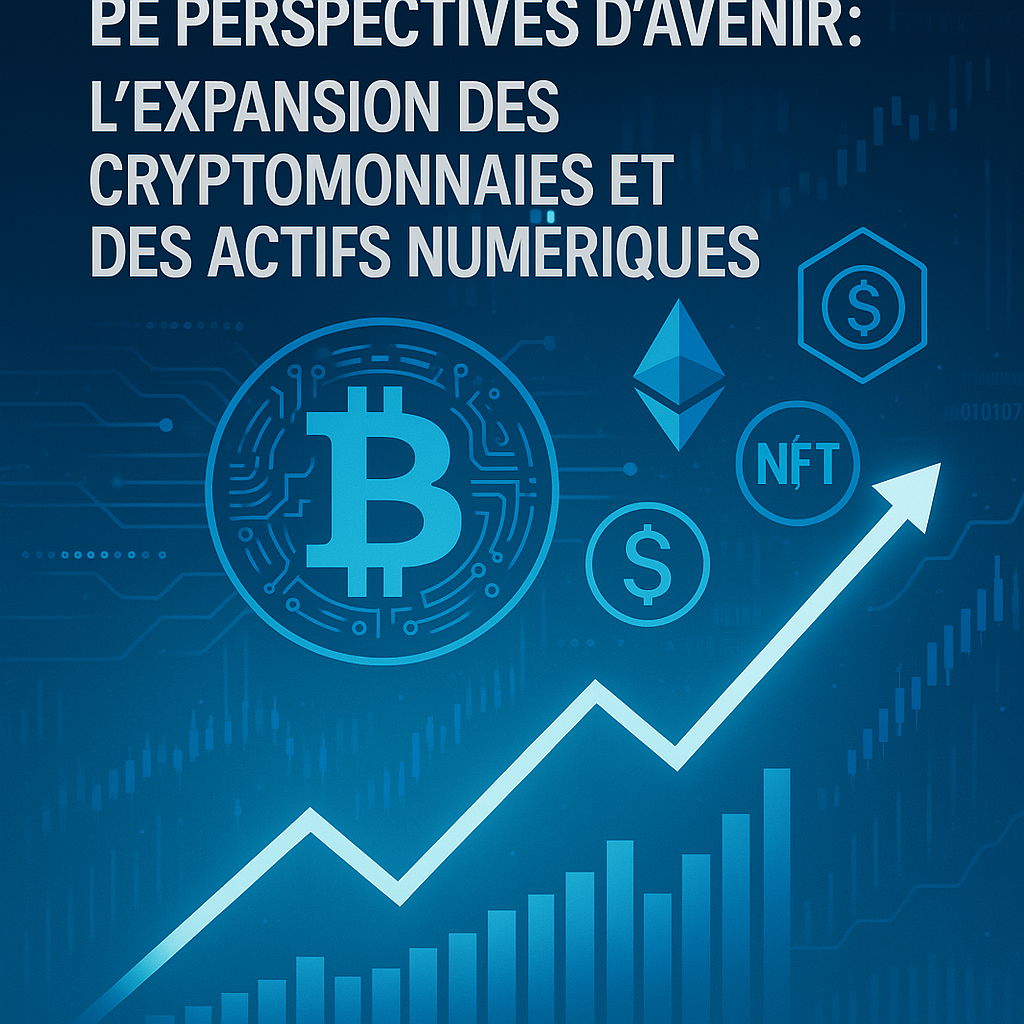 PERSPECTIVES D'AVENIR:
L'EXPANSION DES
CRYPTOMONNAIES ET
DES ACTIFS NUMÉRIQUES
$
NFT
$